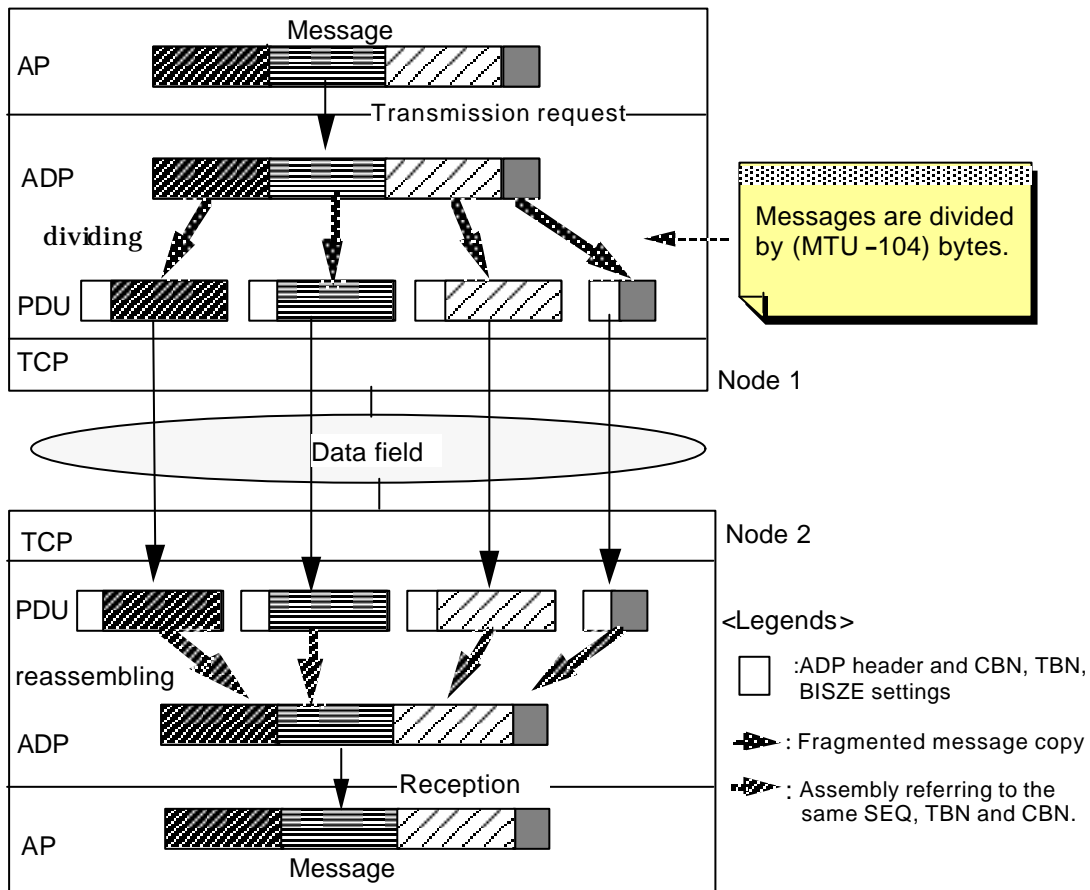 Message
AP
Transmission request
ADP
dividing
Messages are divided
by (MTU –104) bytes.
PDU
TCP
Node 1
Data field
TCP
Node 2
PDU
<Legends>
reassembling
:ADP header and CBN, TBN,
BISZE settings
ADP
: Fragmented message copy
Reception
: Assembly referring to the
same SEQ, TBN and CBN.
AP
Message